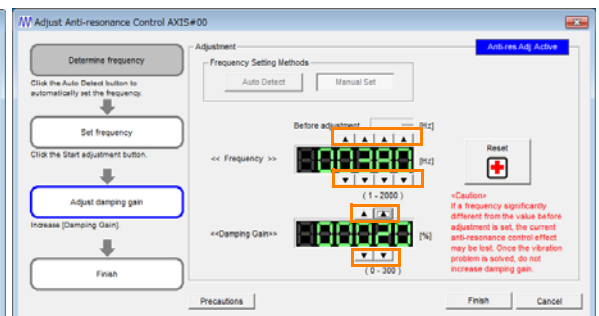 Adjust Anti-resonance Control AXIS#00
Adjustment
Anti-res Adj Active
Determine frequency
Click the Auto Detect button to
automatically set the frequency.
Set frequency
Click the Start adjustment button.
Adjust damping gain
Increase [Damping Gain].
Finish
Frequency Setting Methods
Auto Detect
Manual Set
Before adjustment --- [Hz]
<< Frequency >>
00380
[Hz]
( 1 - 2000 )
<<Damping Gain>>
00020
[%]
( 0 - 300 )
Reset
<Caution>
If a frequency significantly
different from the value before
adjustment is set, the current
anti-resonance control effect
may be lost. Once the vibration
problem is solved, do not
increase damping gain.
Precautions
Finish
Cancel